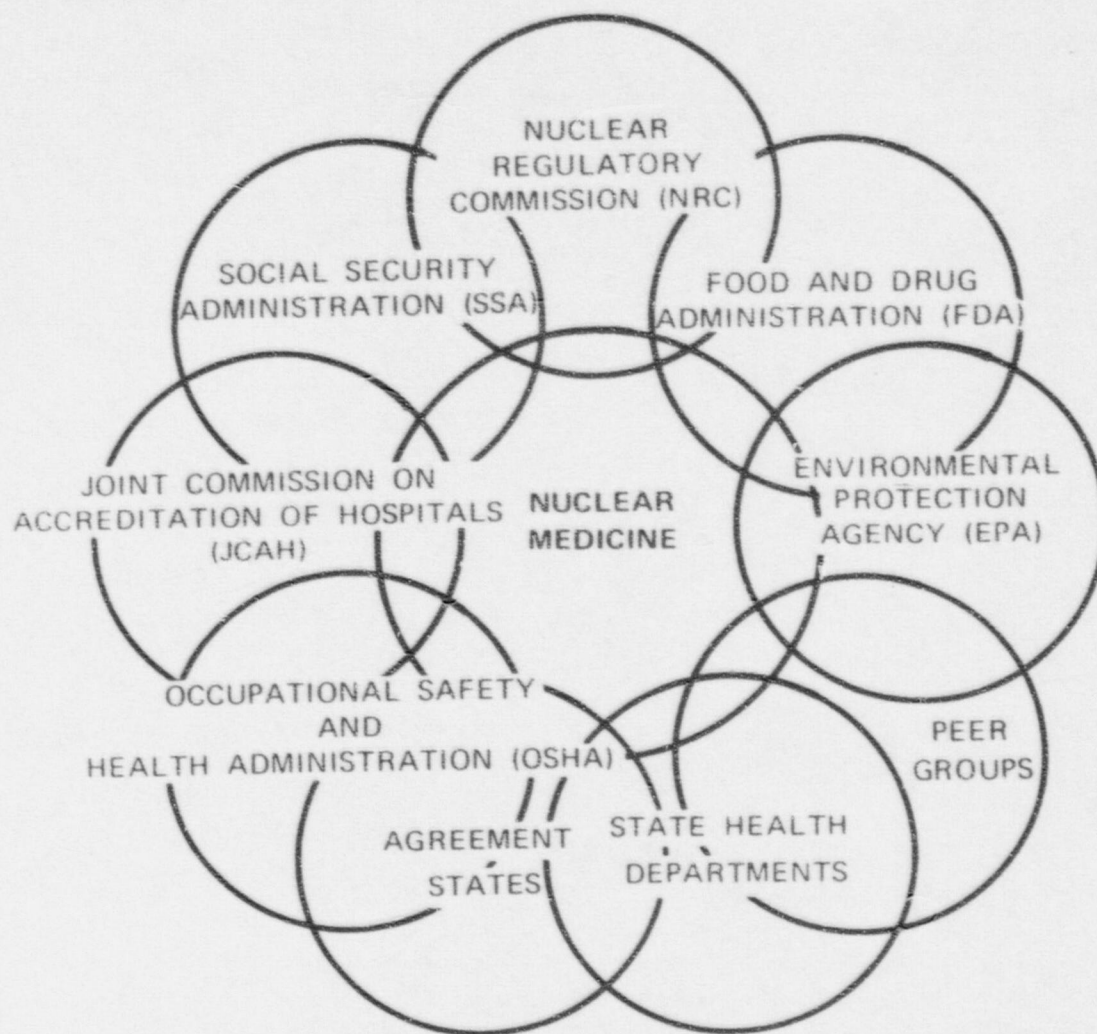 NUCLEAR
REGULATORY
COMMISSION (NRC)
SOCIAL SECURITY
ADMINISTRATION (SSA)
FOOD AND DRUG
ADMINISTRATION (FDA)
JOINT COMMISSION ON
ACCREDITATION OF HOSPITALS
(JCAH)
NUCLEAR
MEDICINE
ENVIRONMENTAL
PROTECTION
AGENCY (EPA)
OCCUPATIONAL SAFETY
AND
HEALTH ADMINISTRATION (OSHA)
PEER
GROUPS
AGREEMENT
STATES
STATE HEALTH
DEPARTMENTS